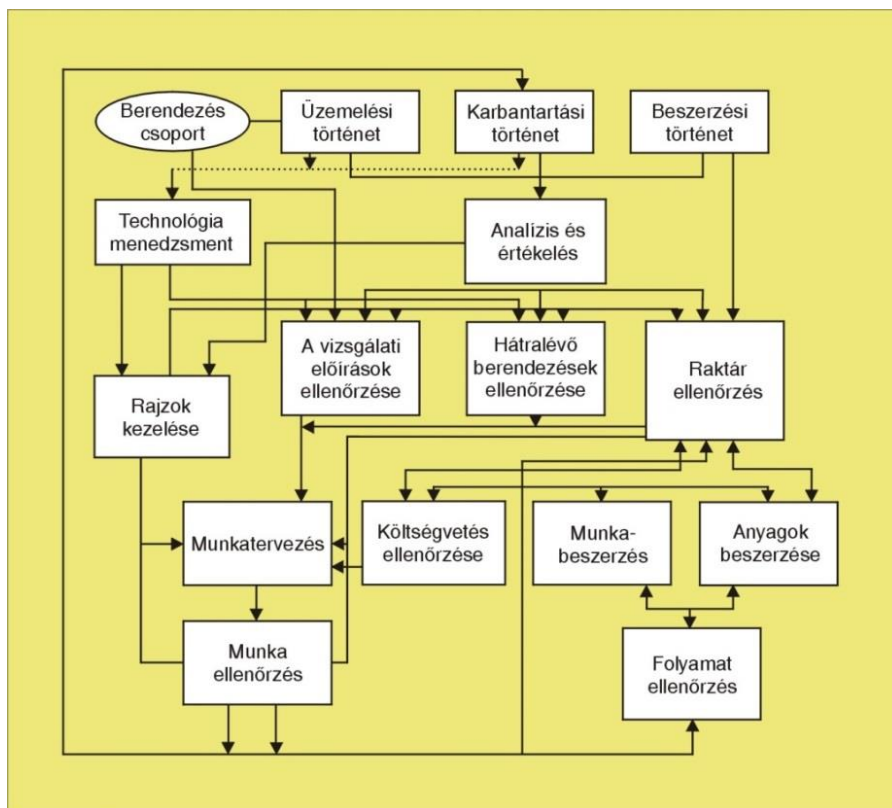 Berendezés
csoport
Üzemelési
történet
Karbantartási
történet
Beszerzési
történet
Technológia
menedzsment
Analízis és
értékelés
A vizsgálati
előírások
ellenőrzése
Hátralévő
berendezések
ellenőrzése
Raktár
ellenőrzés
Rajzok
kezelése
Munkatervezés
Költségvetés
ellenőrzése
Munka-
beszerzés
Anyagok
beszerzése
Munka
ellenőrzés
Folyamat
ellenőrzés